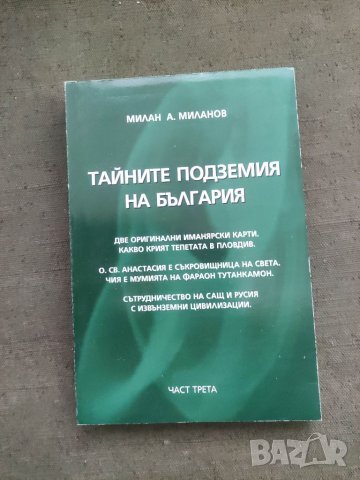 МИЛАН А. МИЛАНОВ
ТАЙНИТЕ ПОДЗЕМИЯ
НА БЪЛГАРИЯ
ДВЕ ОРИГИНАЛНИ ИМАНЯРСКИ КАРТИ.
КАКВО КРИЯТ ТЕПЕТАТА В ПЛОВДИВ.
О. СВ. АНАСТАСИЯ Е СЪКРОВИЩНИЦА НА СВЕТА.
ЧИЯ Е МУМИЯТА НА ФАРАОН ТУТАНКАМОН.
СЪТРУДНИЧЕСТВО НА САЩ И РУСИЯ
С ИЗВЪНЗЕМНИ ЦИВИЛИЗАЦИИ.
ЧАСТ ТРЕТА
BAZAR